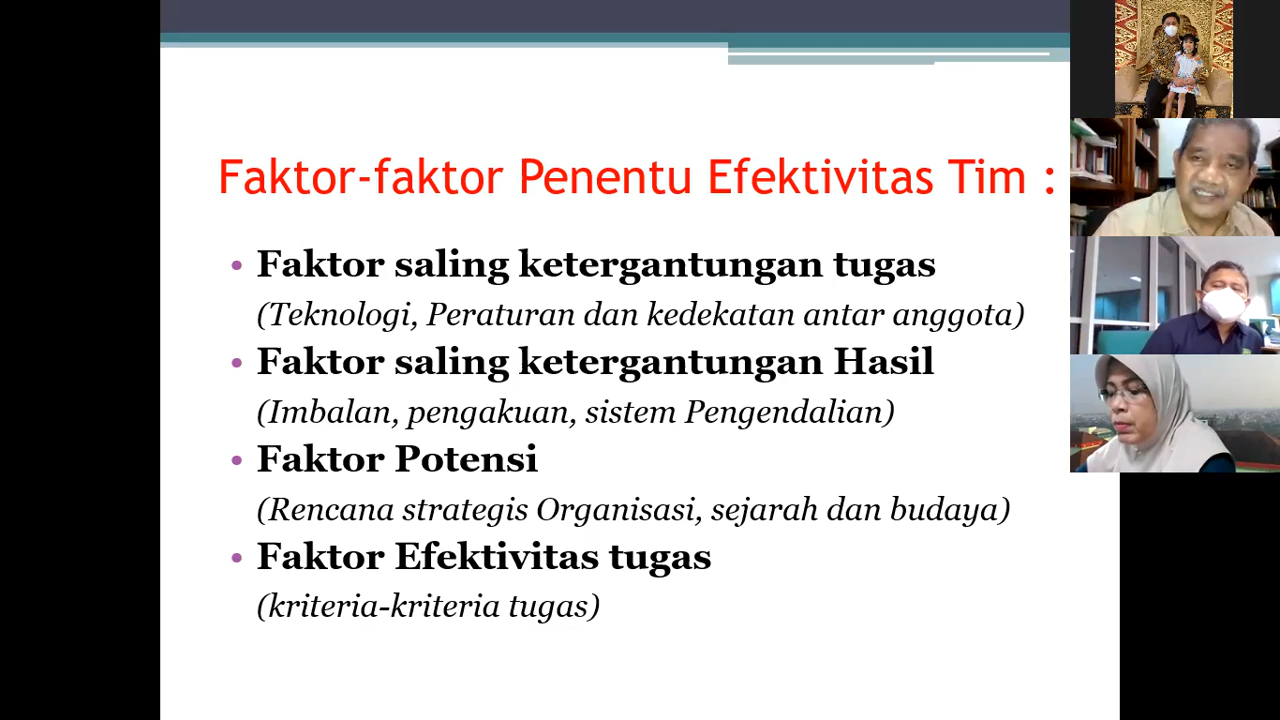 Faktor-faktor Penentu Efektivitas Tim :
• Faktor saling ketergantungan tugas
(Teknologi, Peraturan dan kedekatan antar anggota)
• Faktor saling ketergantungan Hasil
(Imbalan, pengakuan, sistem Pengendalian)
• Faktor Potensi
(Rencana strategis Organisasi, sejarah dan budaya)
• Faktor Efektivitas tugas
(kriteria-kriteria tugas)